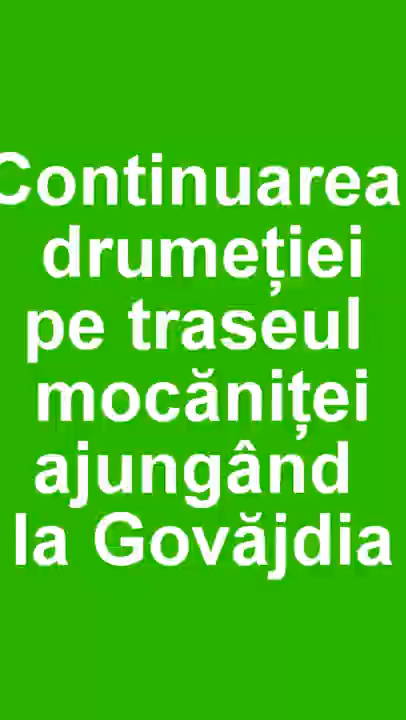 Continuarea
drumeției
pe traseul
mocăniței
ajungând
la Govăjdia